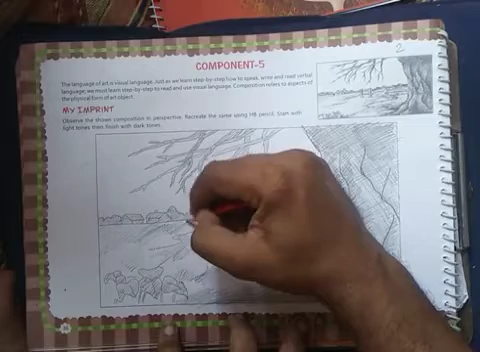 2
COMPONENT-5
The language of art is visual language. Just as we learn step-by-step how to speak, write and read verbal
language; we must learn step-by-step to read and use visual language. Composition refers to aspects of
the physical form of art object.
MY IMPRINT
Observe the shown composition in perspective. Recreate the same using HB pencil. Start with
light tones then finish with dark tones.